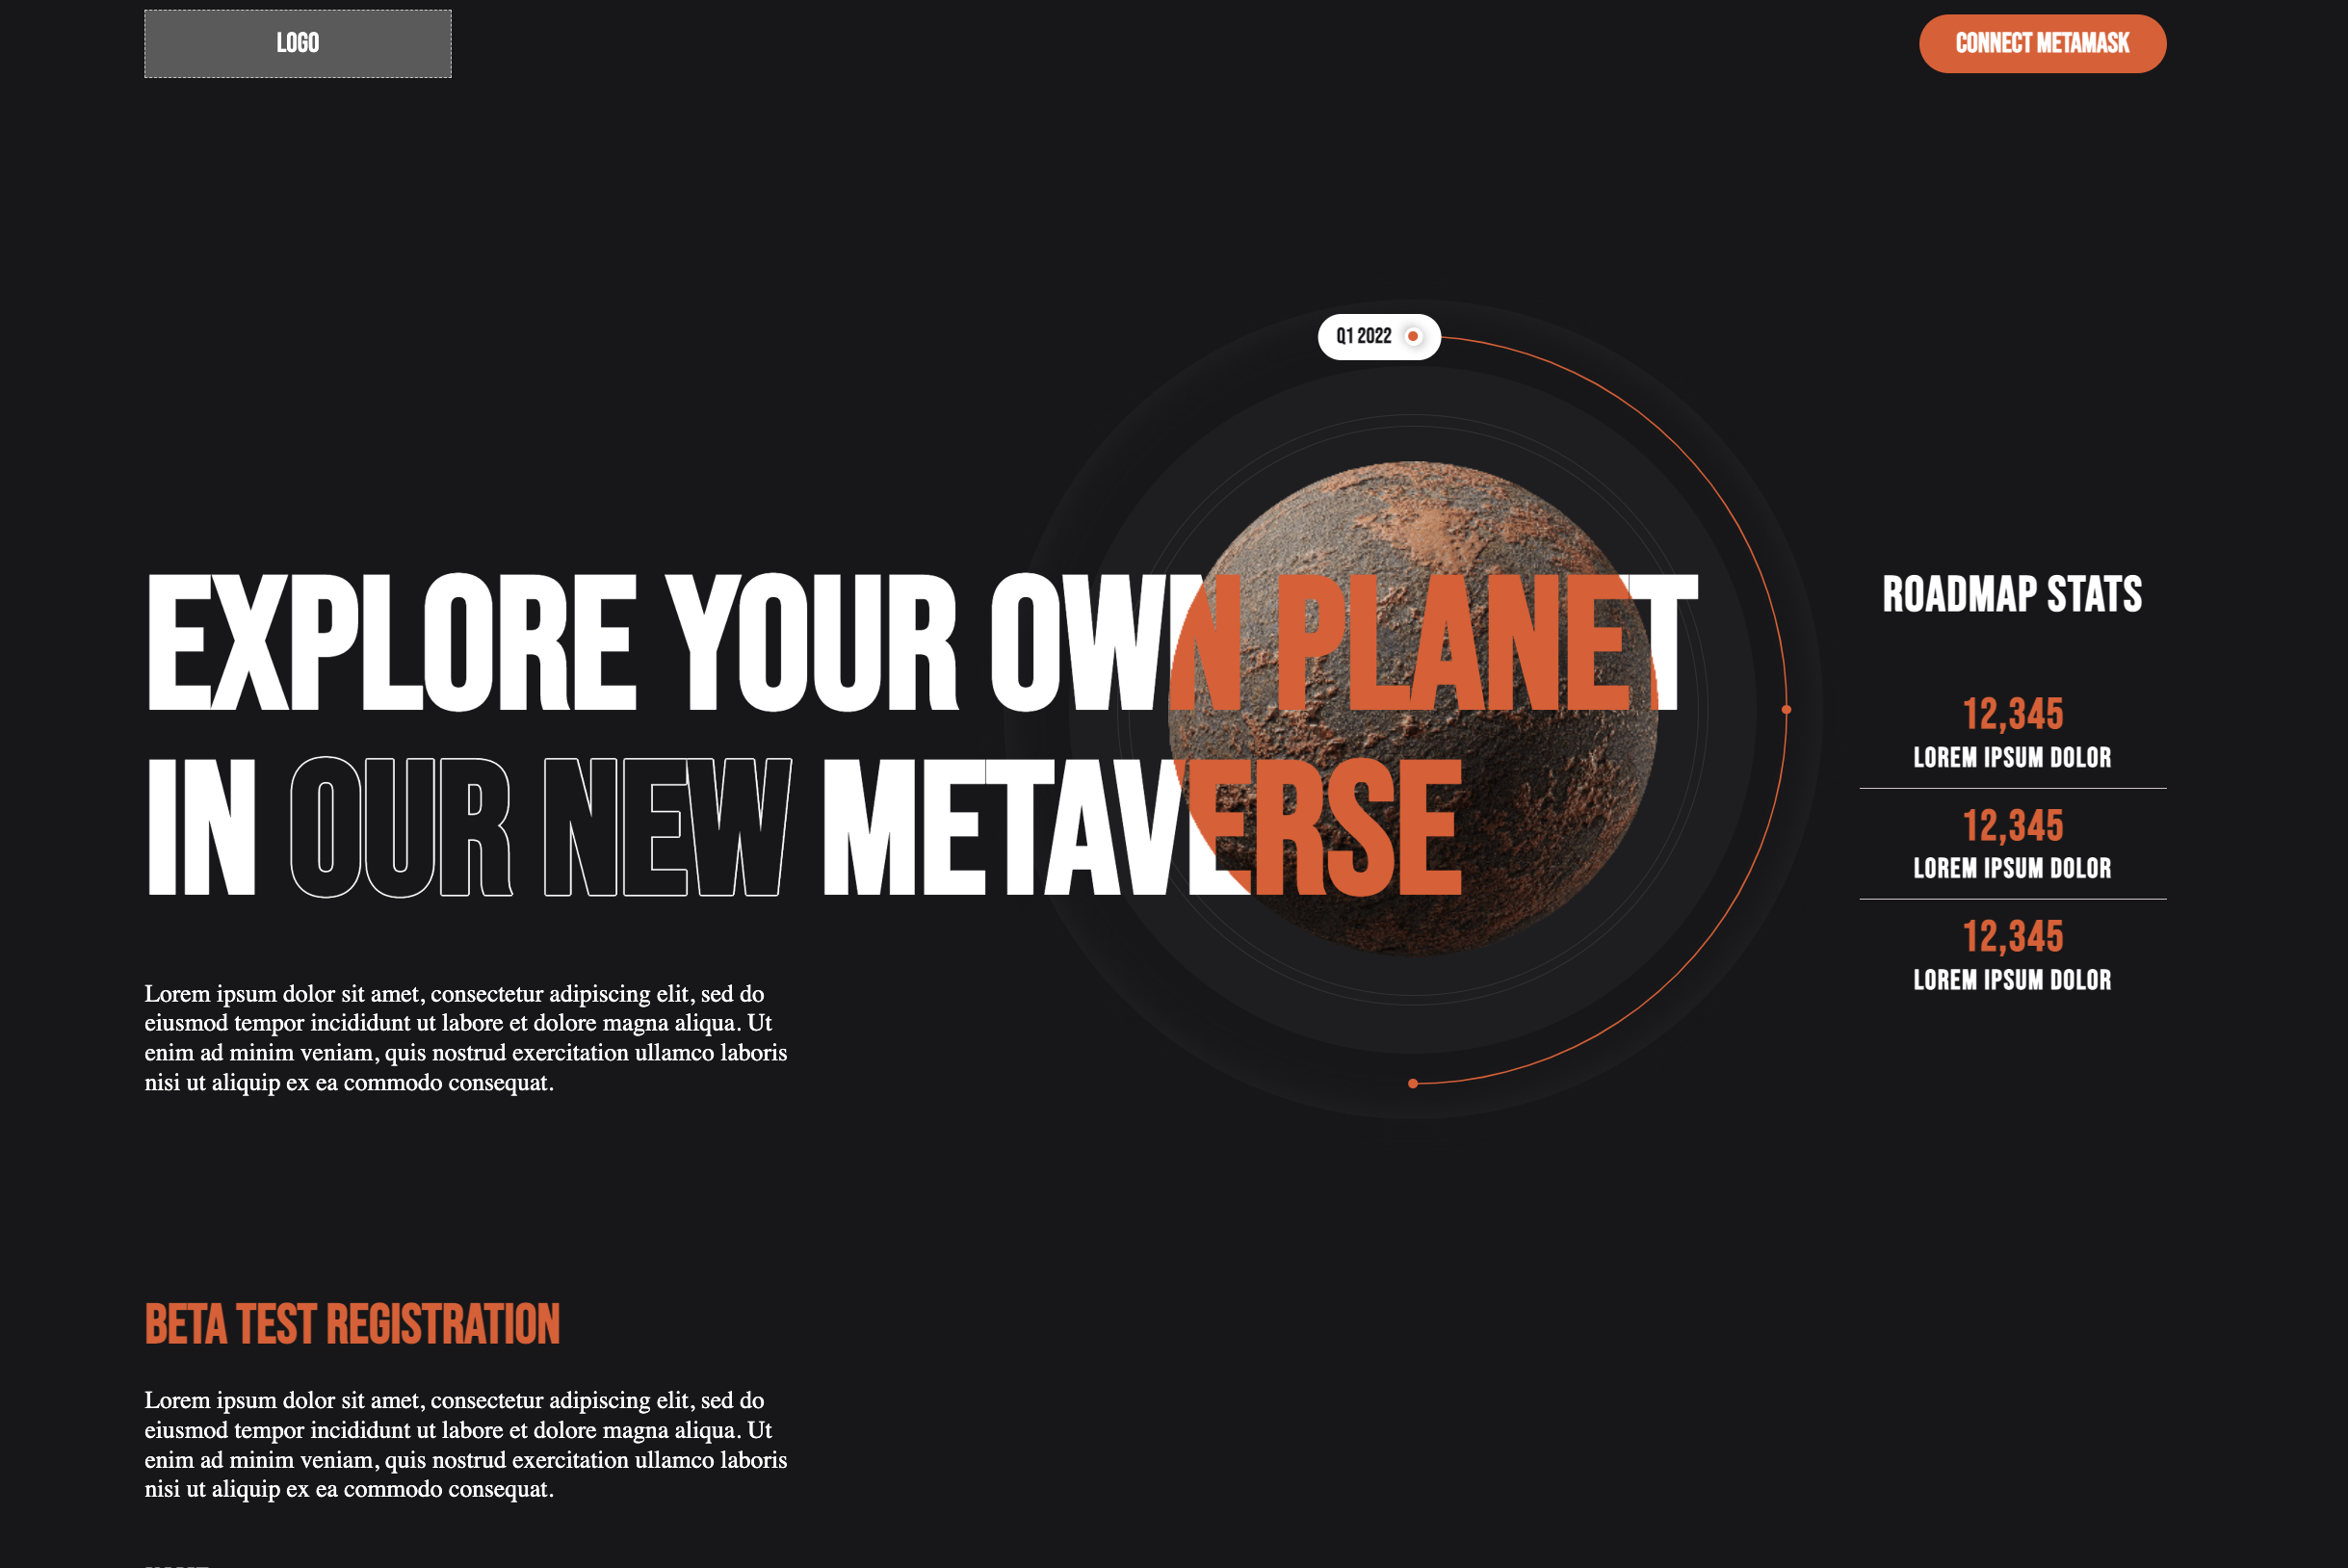 LOGO
CONNECT METAMASK
Q1 2022
EXPLORE YOUR OWN PLANET
IN OUR NEW METAVERSE
Lorem ipsum dolor sit amet, consectetur adipiscing elit, sed do
eiusmod tempor incididunt ut labore et dolore magna aliqua. Ut
enim ad minim veniam, quis nostrud exercitation ullamco laboris
nisi ut aliquip ex ea commodo consequat.
ROADMAP STATS
12,345
LOREM IPSUM DOLOR
12,345
LOREM IPSUM DOLOR
12,345
LOREM IPSUM DOLOR
BETA TEST REGISTRATION
Lorem ipsum dolor sit amet, consectetur adipiscing elit, sed do
eiusmod tempor incididunt ut labore et dolore magna aliqua. Ut
enim ad minim veniam, quis nostrud exercitation ullamco laboris
nisi ut aliquip ex ea commodo consequat.